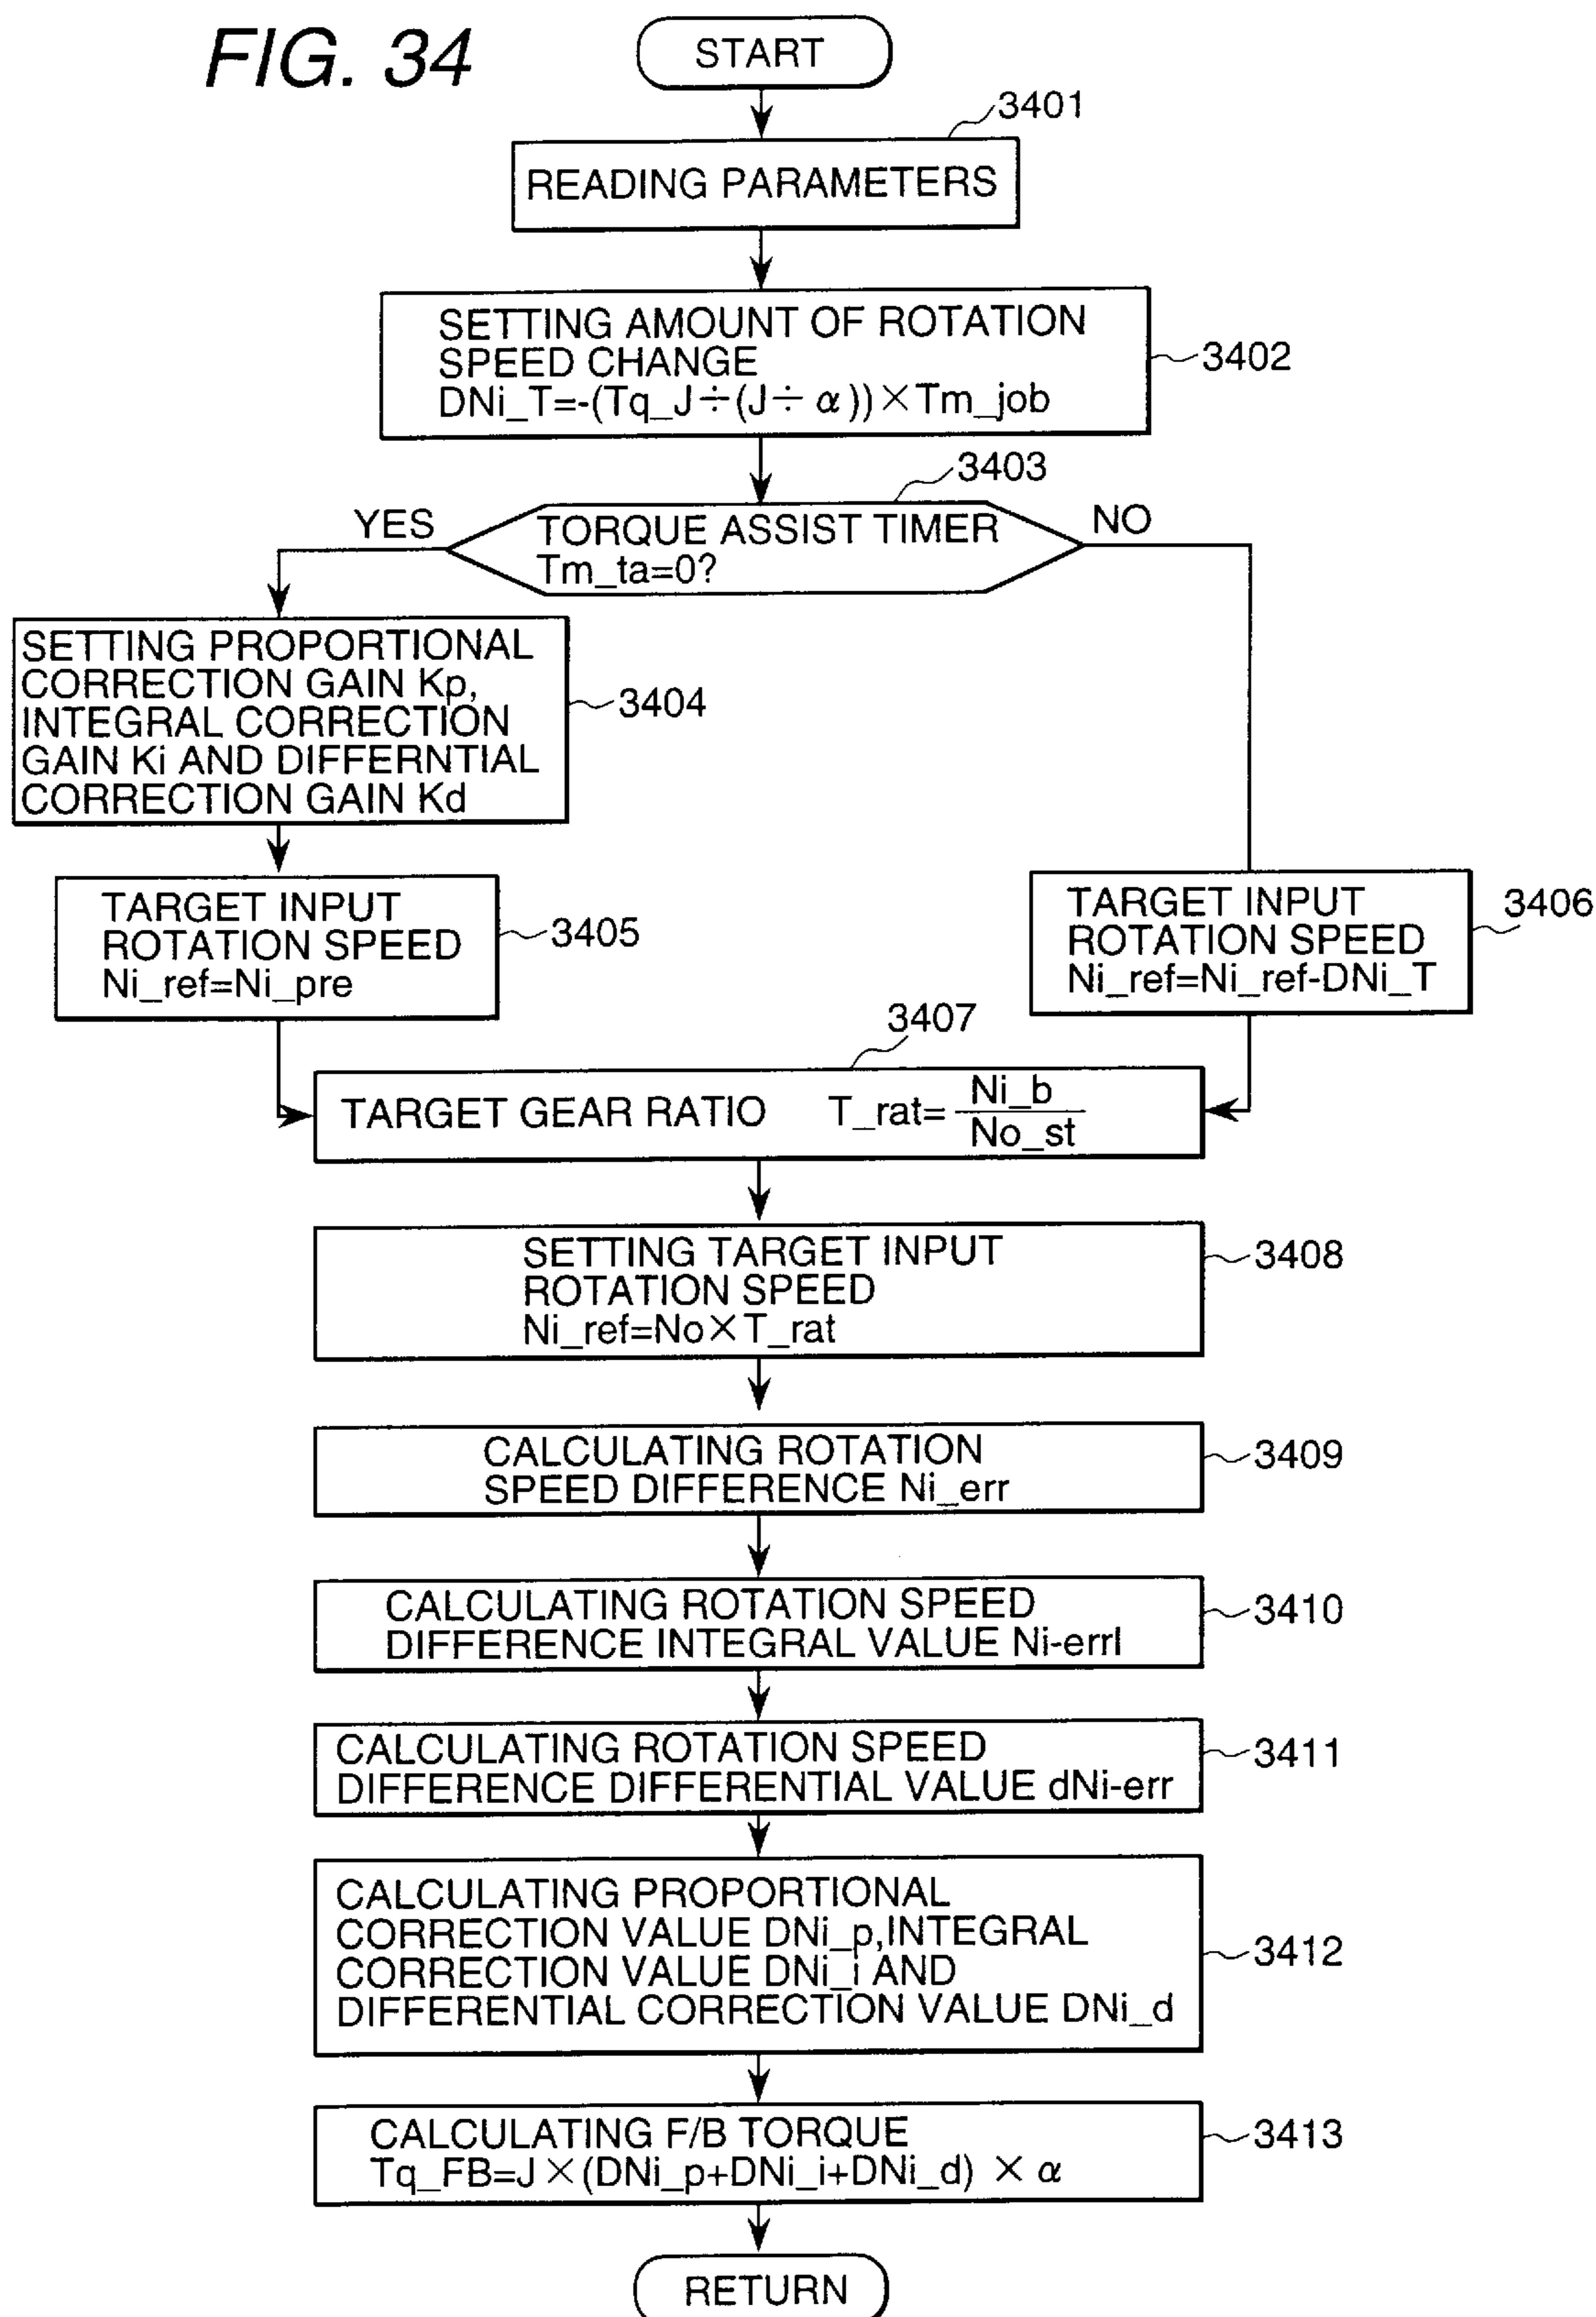 FIG. 34
START
3401
READING PARAMETERS
SETTING AMOUNT OF ROTATION
SPEED CHANGE
DNi_T=-(Tq_J÷(J÷α))×Tm_job
3402
3403
YES
TORQUE ASSIST TIMER
Tm_ta=0?
NO
SETTING PROPORTIONAL
CORRECTION GAIN Kp,
INTEGRAL CORRECTION
GAIN Ki AND DIFFERNTIAL
CORRECTION GAIN Kd
3404
TARGET INPUT
ROTATION SPEED
Ni_ref=Ni_pre
3405
TARGET INPUT
ROTATION SPEED
Ni_ref=Ni_ref-DNi_T
3406
3407
TARGET GEAR RATIO T_rat= Ni_b
No_st
SETTING TARGET INPUT
ROTATION SPEED
Ni_ref=No×T_rat
3408
CALCULATING ROTATION
SPEED DIFFERENCE Ni_err
3409
CALCULATING ROTATION SPEED
DIFFERENCE INTEGRAL VALUE Ni-errI
3410
CALCULATING ROTATION SPEED
DIFFERENCE DIFFERENTIAL VALUE dNi-err
3411
CALCULATING PROPORTIONAL
CORRECTION VALUE DNi_p,INTEGRAL
CORRECTION VALUE DNi_i AND
DIFFERENTIAL CORRECTION VALUE DNi_d
3412
CALCULATING F/B TORQUE
Tq_FB=J×(DNi_p+DNi_i+DNi_d) × α
3413
RETURN